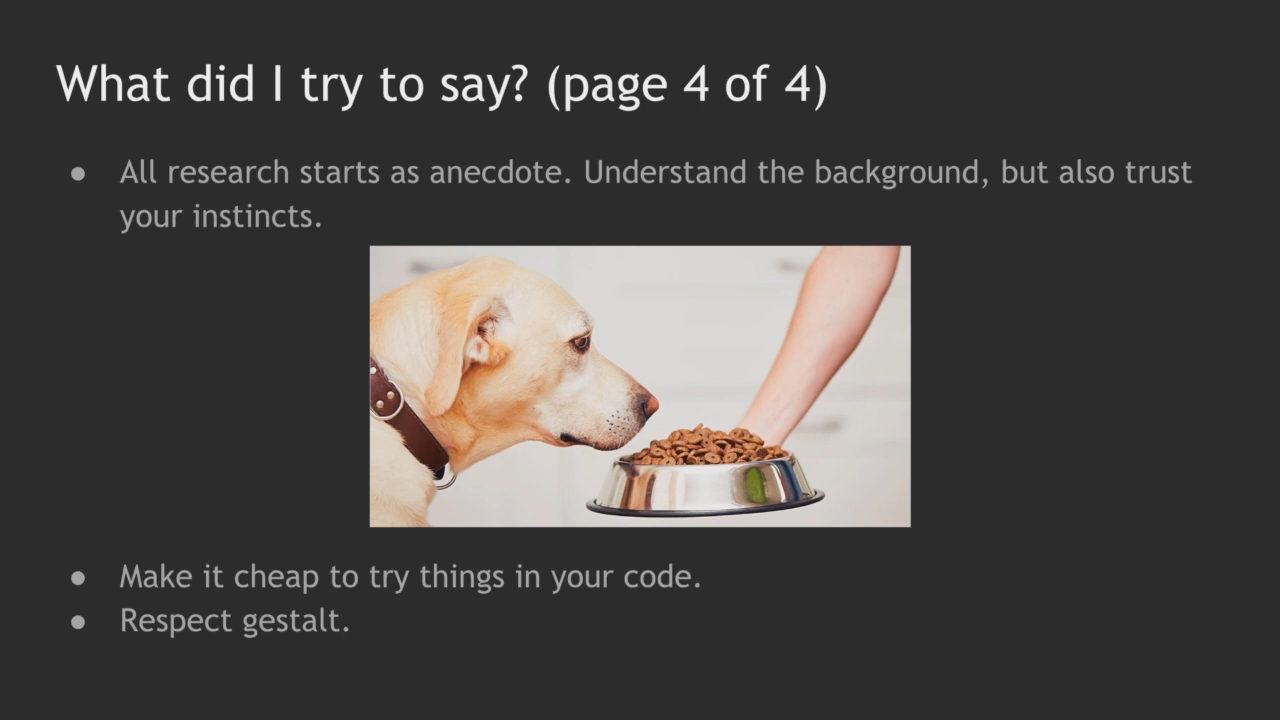 What did I try to say? (page 4 of 4)
● All research starts as anecdote. Understand the background, but also trust
your instincts.
● Make it cheap to try things in your code.
● Respect gestalt.